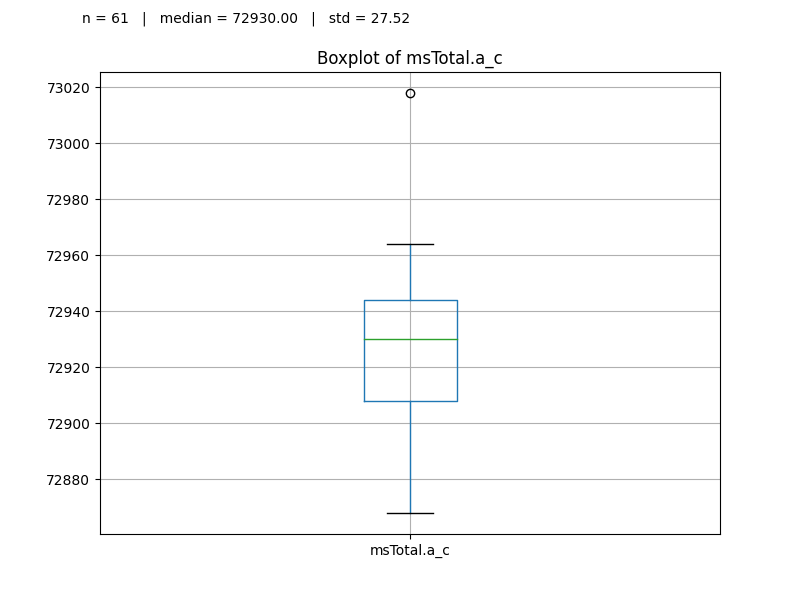 n = 61   |   median = 72930.00   |   std = 27.52
Boxplot of msTotal.a_c
73020
73000
72980
72960
72940
72920
72900
72880
msTotal.a_c